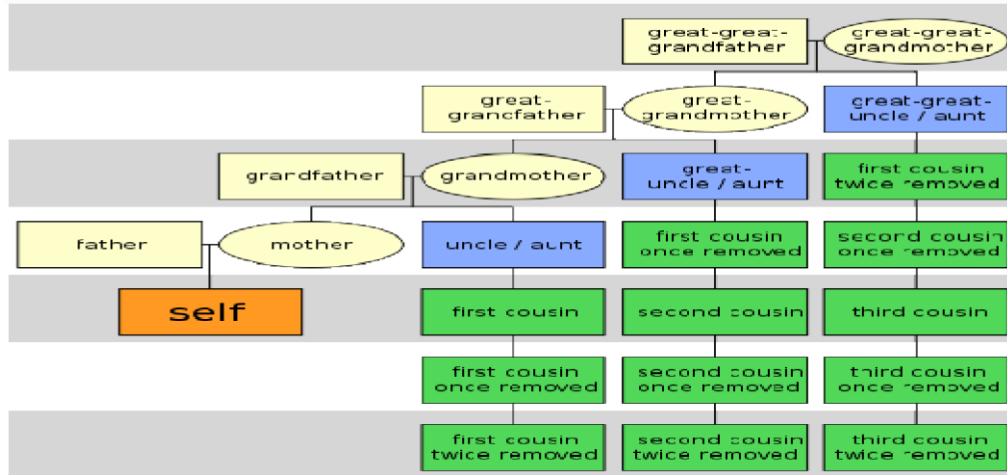 great-great-
grandfather
great-great-
grandmother
great-
grancfather
great-
grandmother
great-great-
uncle / aunt
grandfather
grandmother
great-
uncle / aurt
first cousin
twice removed
father
mother
uncle / aunt
first cousin
once removed
second cousin
once removed
self
first cousin
second cousin
third cousin
first cousin
once removed
second cousin
once removed
third cousin
once removed
first cousin
twice removed
second cousin
twice removed
third cousin
twice removed